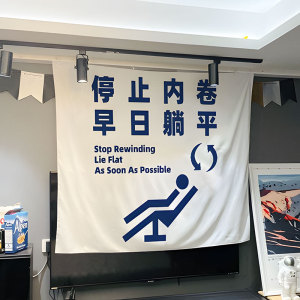 停止内卷
早日躺平
Stop Rewinding
Lie Flat
As Soon As Possible